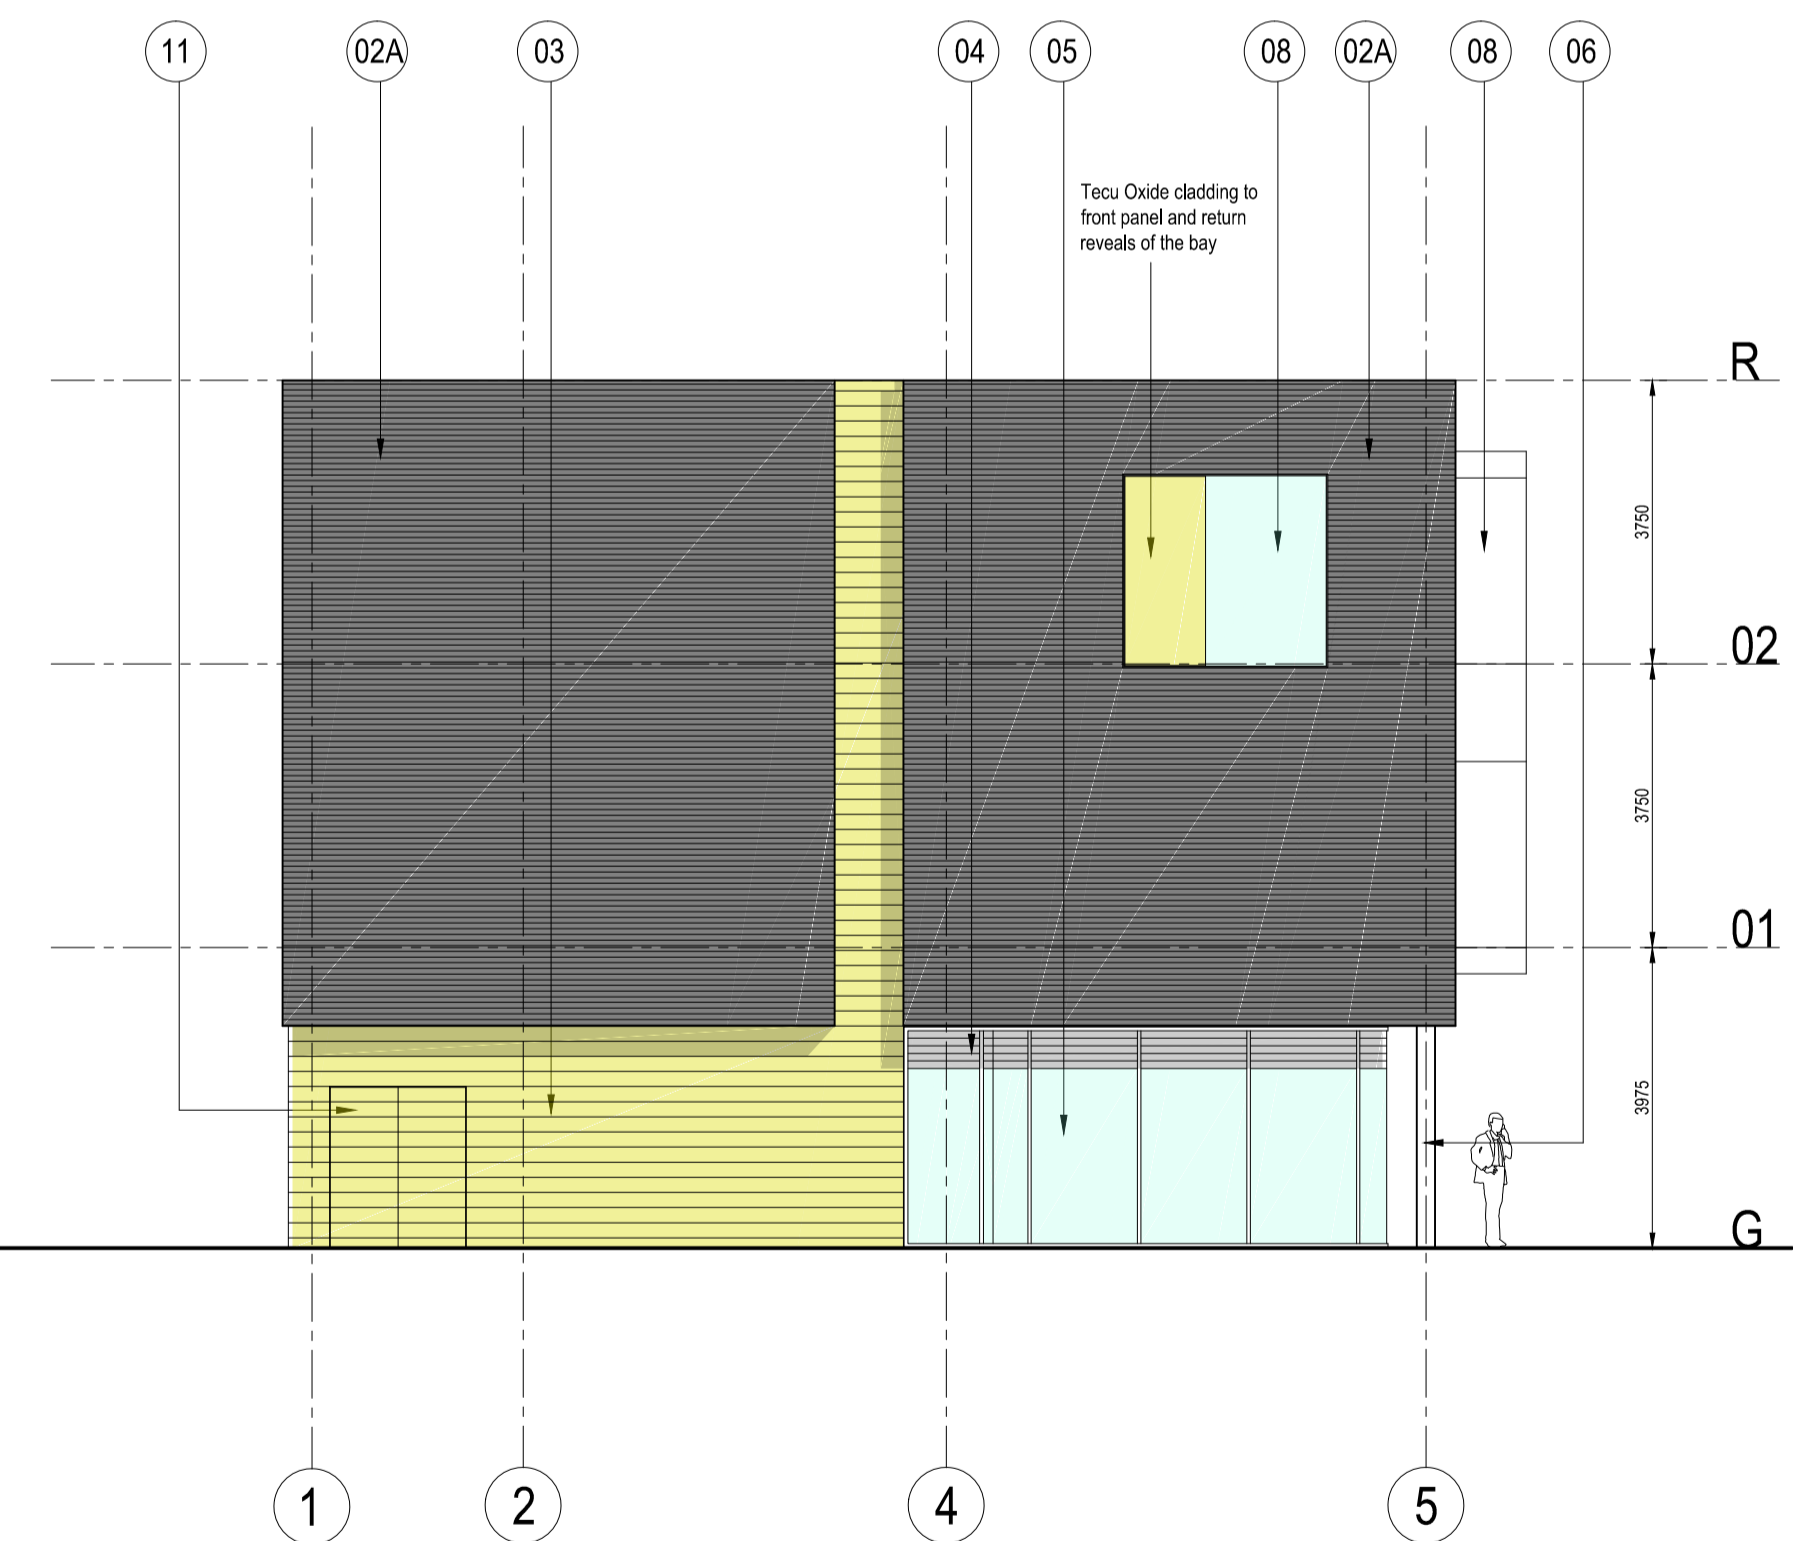 11
02A
03
04
05
08
02A
08
06
Tecu Oxide cladding to
front panel and return
reveals of the bay
R
3750
02
3750
01
3975
G
1
2
4
5